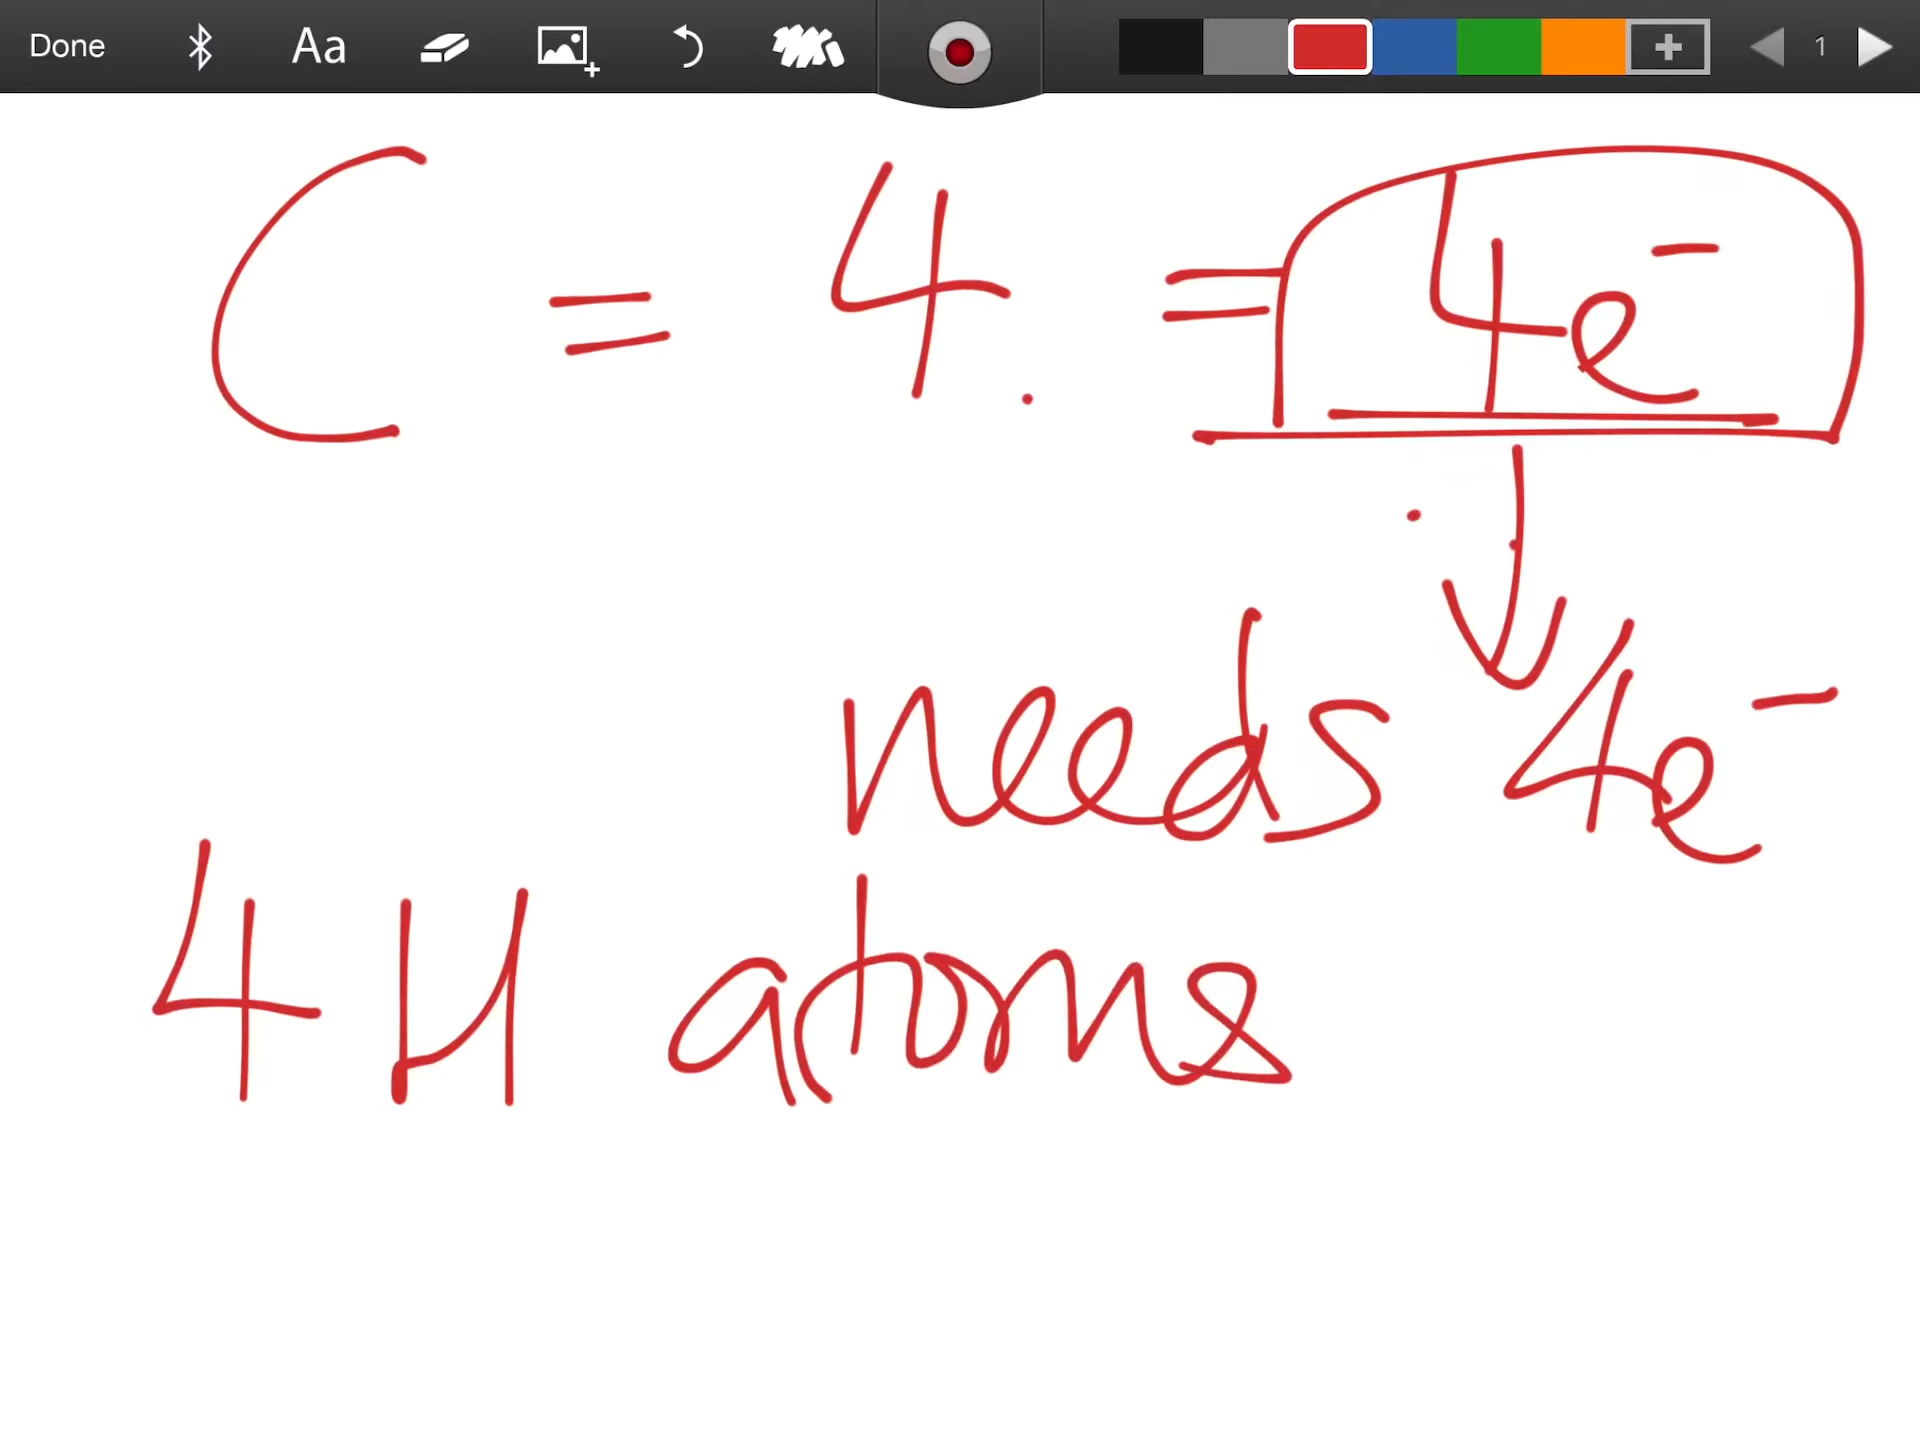 Done Aa 1
C = 4. = 4e⁻
needs 4e⁻
4 H atoms